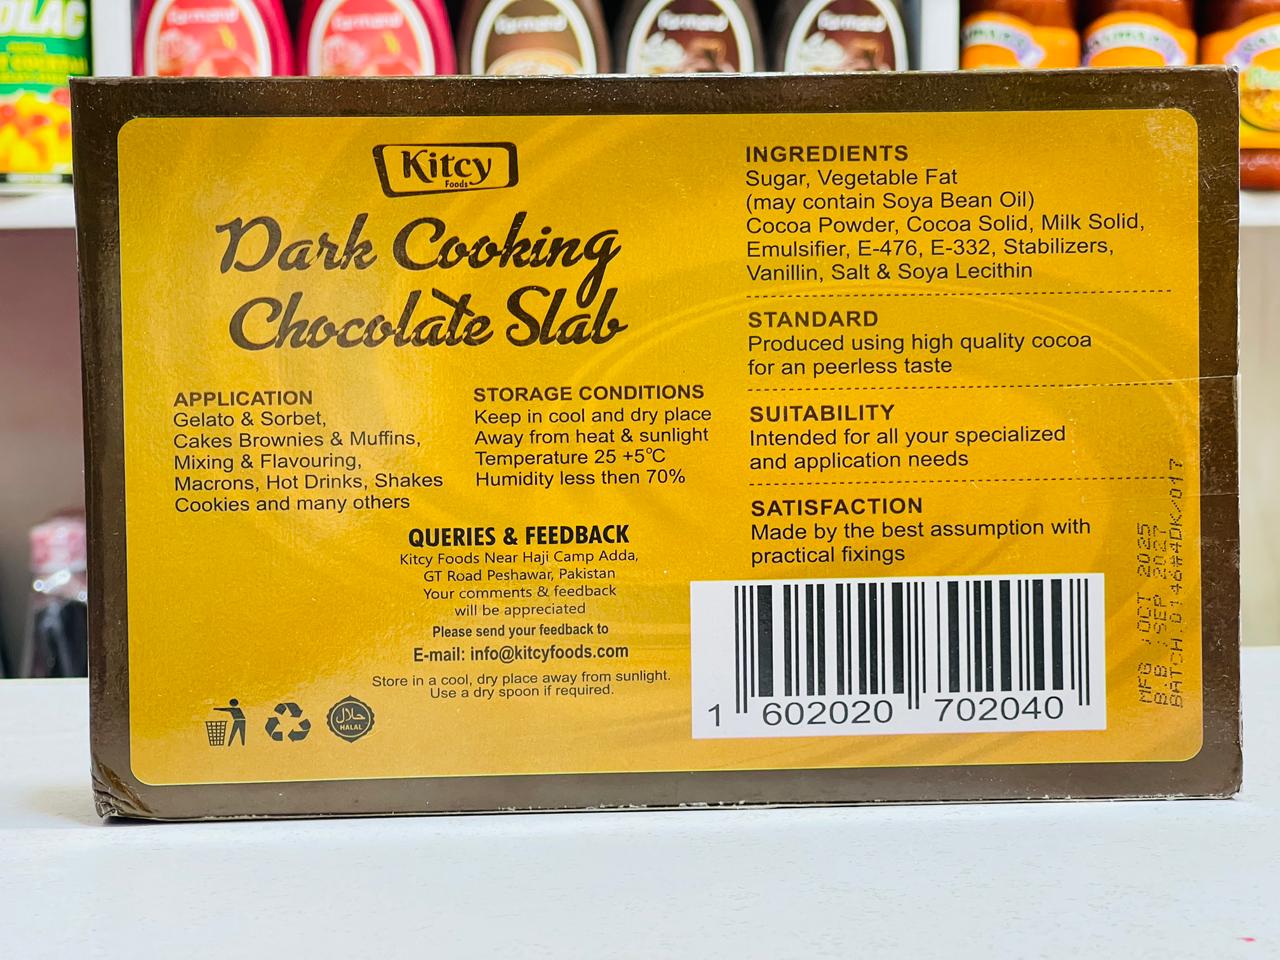 OLAC
Kitcy
Foods
Dark Cooking
Chocolate Slab
APPLICATION
Gelato & Sorbet,
Cakes Brownies & Muffins,
Mixing & Flavouring,
Macrons, Hot Drinks, Shakes
Cookies and many others
STORAGE CONDITIONS
Keep in cool and dry place
Away from heat & sunlight
Temperature 25 +5°C
Humidity less then 70%
QUERIES & FEEDBACK
Kitcy Foods Near Haji Camp Adda,
GT Road Peshawar, Pakistan
Your comments & feedback
will be appreciated
Please send your feedback to
E-mail: info@kitcyfoods.com
Store in a cool, dry place away from sunlight.
Use a dry spoon if required.
حلال
HALAL
INGREDIENTS
Sugar, Vegetable Fat
(may contain Soya Bean Oil)
Cocoa Powder, Cocoa Solid, Milk Solid,
Emulsifier, E-476, E-332, Stabilizers,
Vanillin, Salt & Soya Lecithin
STANDARD
Produced using high quality cocoa
for an peerless taste
SUITABILITY
Intended for all your specialized
and application needs
SATISFACTION
Made by the best assumption with
practical fixings
1 602020 702040
MFG :OCT 2025
B.B :SEP 2027
BATCH 0146#4DK/017